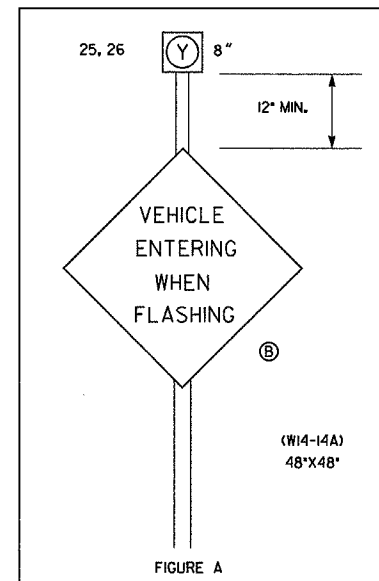 25, 26 Y 8"
12" MIN.
VEHICLE
ENTERING
WHEN
FLASHING
B
(W14-14A)
48"X48"
FIGURE A